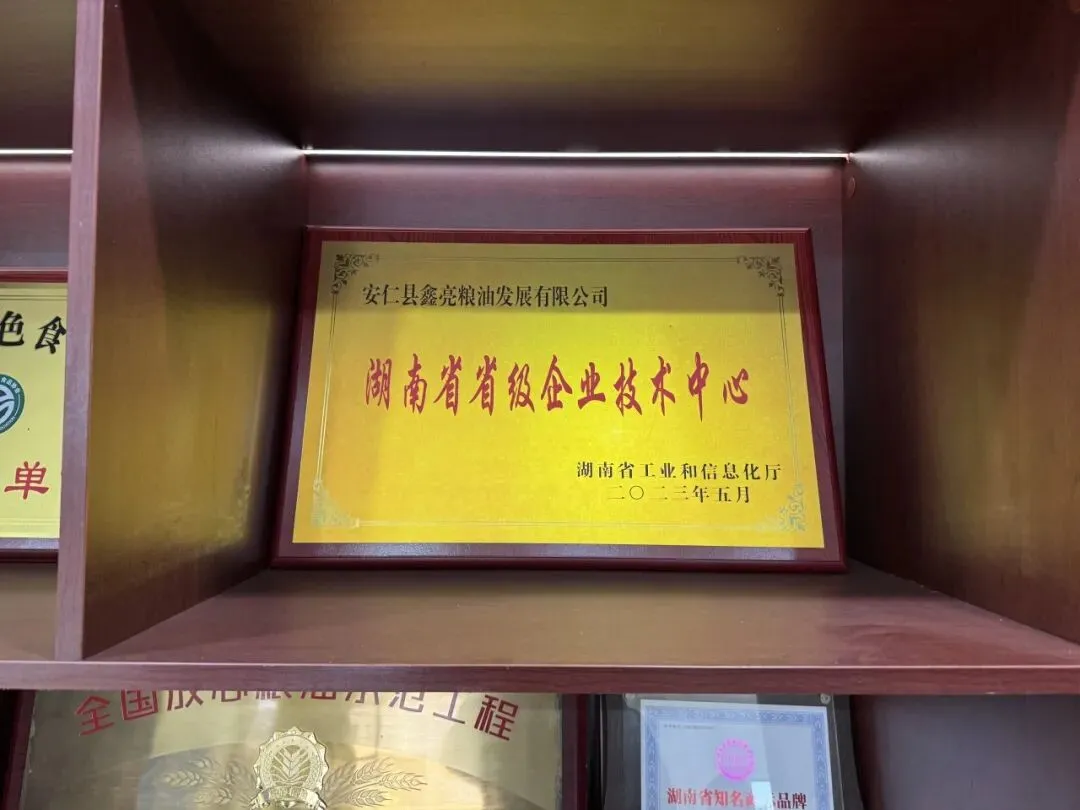 安仁县鑫亮粮油发展有限公司
湖南省省级企业技术中心
湖南省工业和信息化厅
二〇二三年五月
色食
单
全国放心粮油示范工程
湖南省知名商标品牌